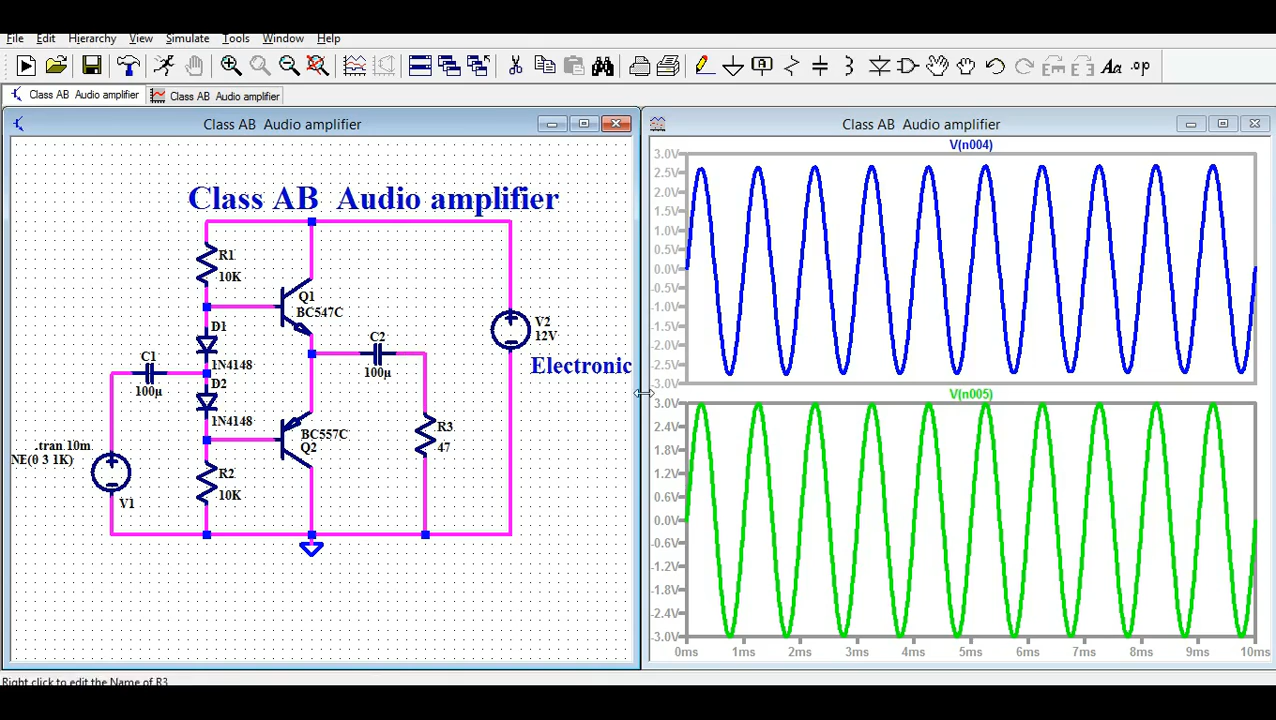 File Edit Hierarchy View Simulate Tools Window Help
Aa .op
Class AB Audio amplifier
Class AB Audio amplifier
Class AB Audio amplifier
Class AB Audio amplifier
R1
10K
Q1
BC547C
D1
1N4148
C1
100µ
D2
1N4148
C2
100µ
V2
12V
Electronic
BC557C
Q2
R3
47
.tran 10m
NE(0 3 1K)
V1
R2
10K
Class AB Audio amplifier
V(n004)
3.0V
2.5V
2.0V
1.5V
1.0V
0.5V
0.0V
-0.5V
-1.0V
-1.5V
-2.0V
-2.5V
-3.0V
V(n005)
3.0V
2.4V
1.8V
1.2V
0.6V
0.0V
-0.6V
-1.2V
-1.8V
-2.4V
-3.0V
0ms 1ms 2ms 3ms 4ms 5ms 6ms 7ms 8ms 9ms 10ms
Right click to edit the Name of R3